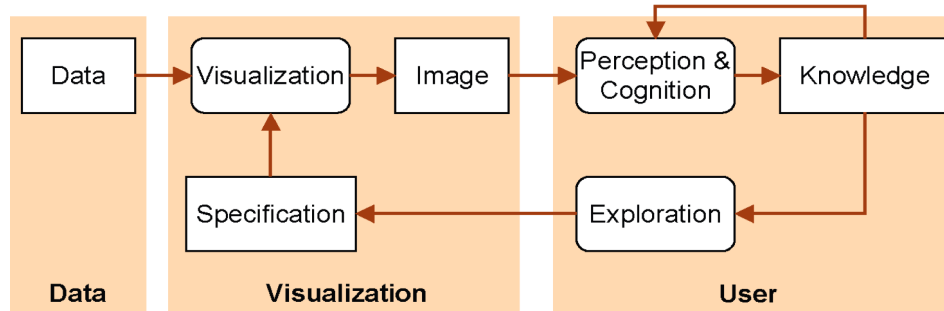 Data
Visualization
Image
Perception &
Cognition
Knowledge
Specification
Exploration
Data
Visualization
User